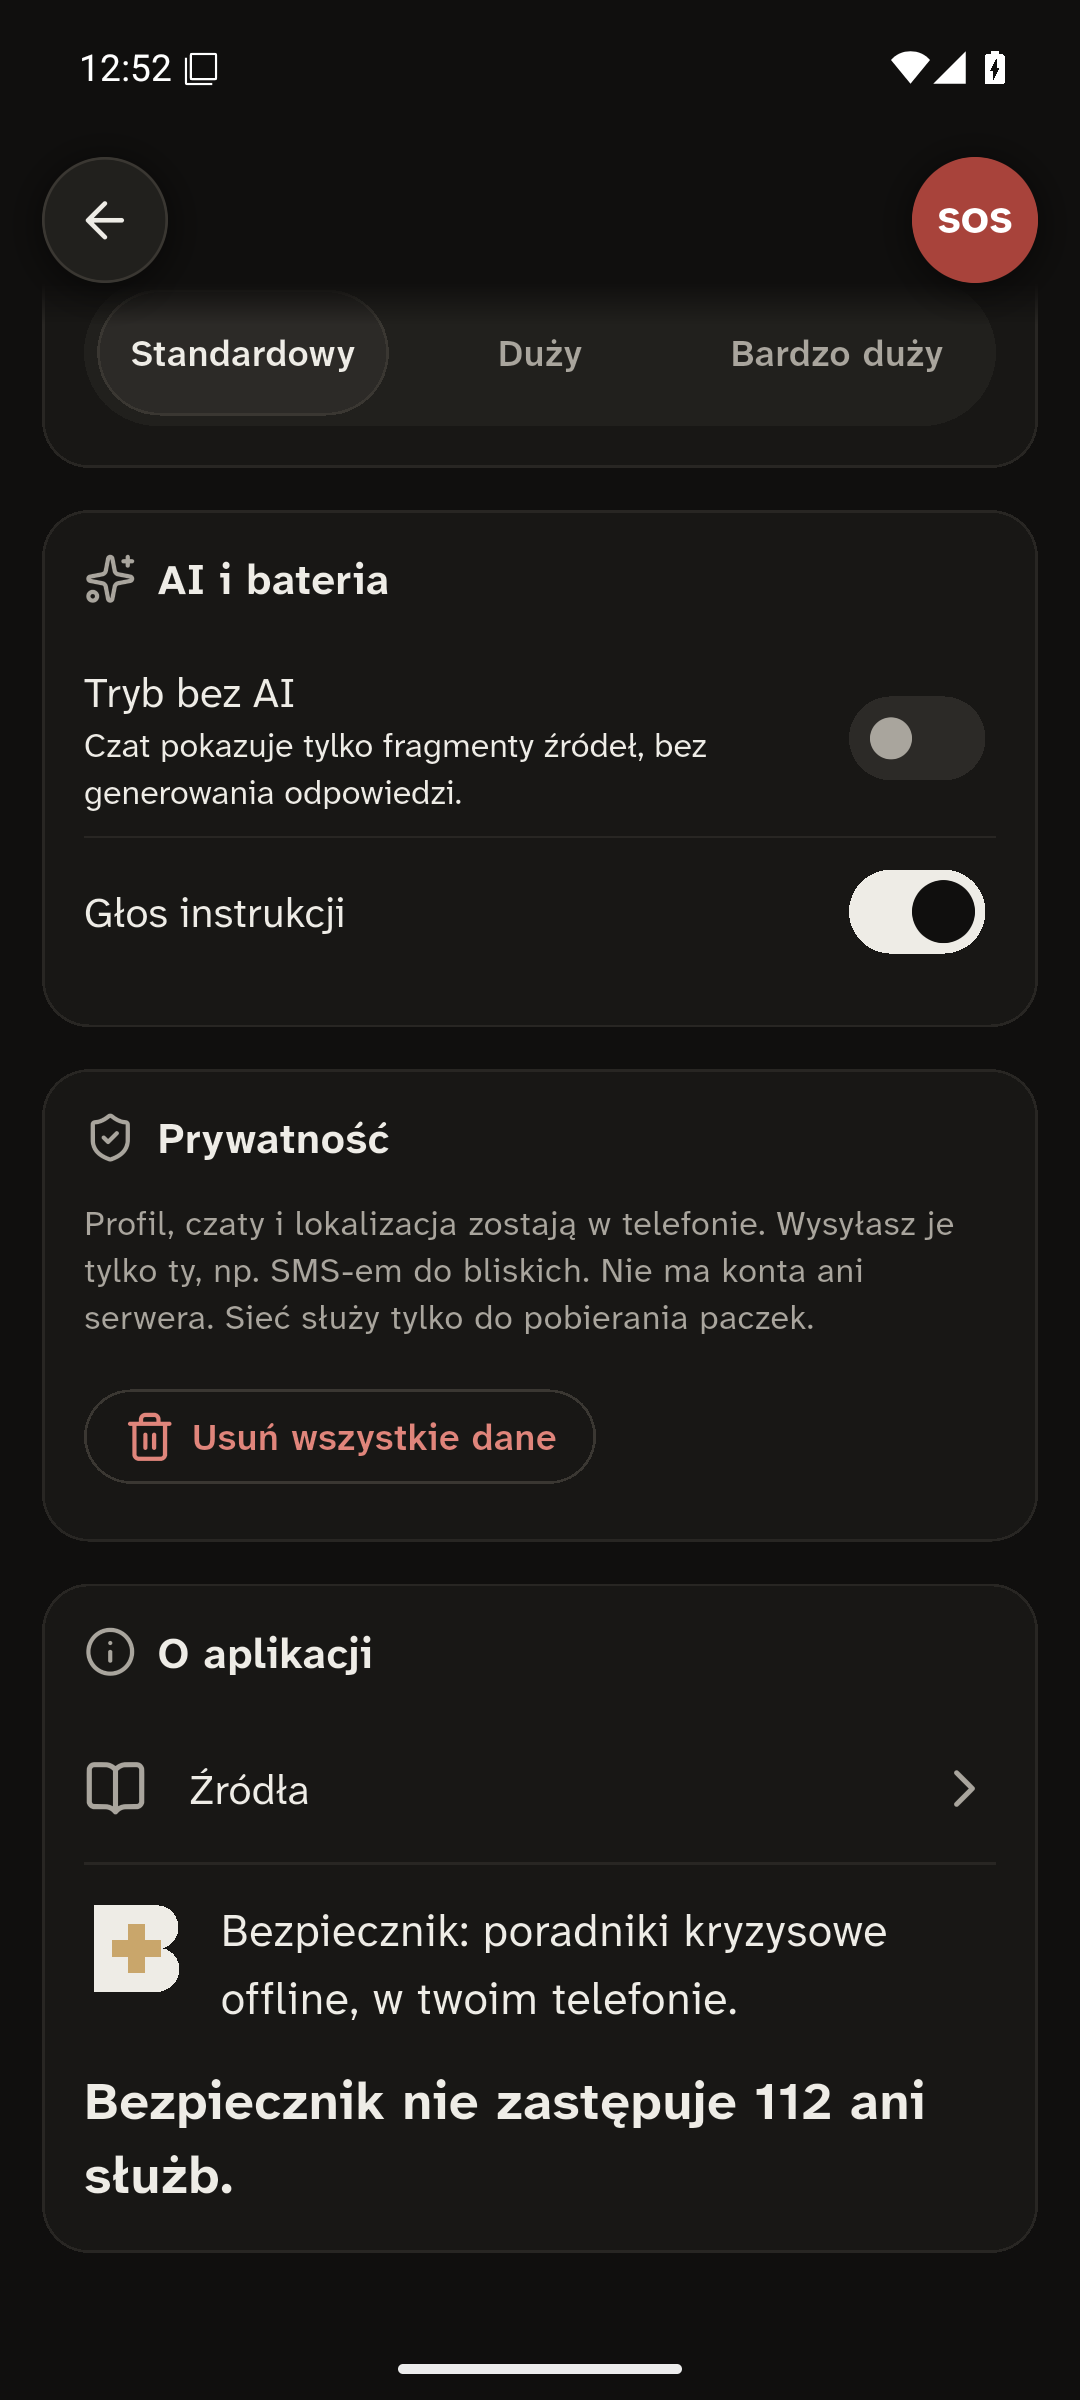 12:52
SOS
Standardowy
Duży
Bardzo duży
AI i bateria
Tryb bez AI
Czat pokazuje tylko fragmenty źródeł, bez
generowania odpowiedzi.
Głos instrukcji
Prywatność
Profil, czaty i lokalizacja zostają w telefonie. Wysyłasz je
tylko ty, np. SMS-em do bliskich. Nie ma konta ani
serwera. Sieć służy tylko do pobierania paczek.
Usuń wszystkie dane
O aplikacji
Źródła
Bezpiecznik: poradniki kryzysowe
offline, w twoim telefonie.
Bezpiecznik nie zastępuje 112 ani
służb.